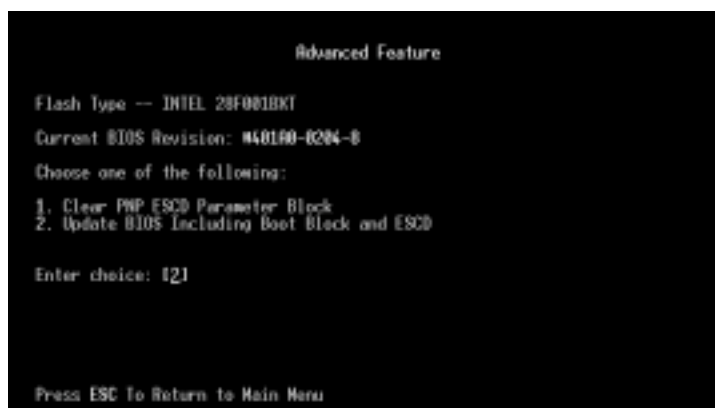 Advanced Feature
Flash Type -- INTEL 28F001BXT
Current BIOS Revision: #401A0-0204-B
Choose one of the following:
1. Clear PNP ESCD Parameter Block
2. Update BIOS Including Boot Block and ESCD
Enter choice: [2]
Press ESC To Return to Main Menu